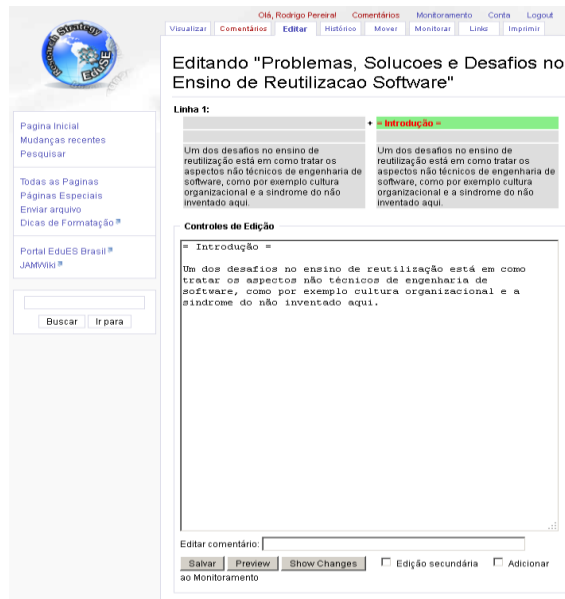 Olá, Rodrigo Pereira! Comentários Monitoramento Conta Logout
Visualizar Comentários Editar Histórico Mover Monitorar Links Imprimir
Research Strategy
EduSE
Editando "Problemas, Solucoes e Desafios no
Ensino de Reutilizacao Software"
Pagina Inicial
Mudanças recentes
Pesquisar
Todas as Paginas
Páginas Especiais
Enviar arquivo
Dicas de Formatação
Portal EduES Brasil
JAMWiki
Buscar Ir para
Linha 1:
+ = Introdução =
Um dos desafios no ensino de
reutilização está em como tratar os
aspectos não técnicos de engenharia de
software, como por exemplo cultura
organizacional e a sindrome do não
inventado aqui.
Um dos desafios no ensino de
reutilização está em como tratar os
aspectos não técnicos de engenharia de
software, como por exemplo cultura
organizacional e a sindrome do não
inventado aqui.
Controles de Edição
= Introdução =
Um dos desafios no ensino de reutilização está em como
tratar os aspectos não técnicos de engenharia de
software, como por exemplo cultura organizacional e a
sindrome do não inventado aqui.
Editar comentário:
Salvar Preview Show Changes Edição secundária Adicionar
ao Monitoramento